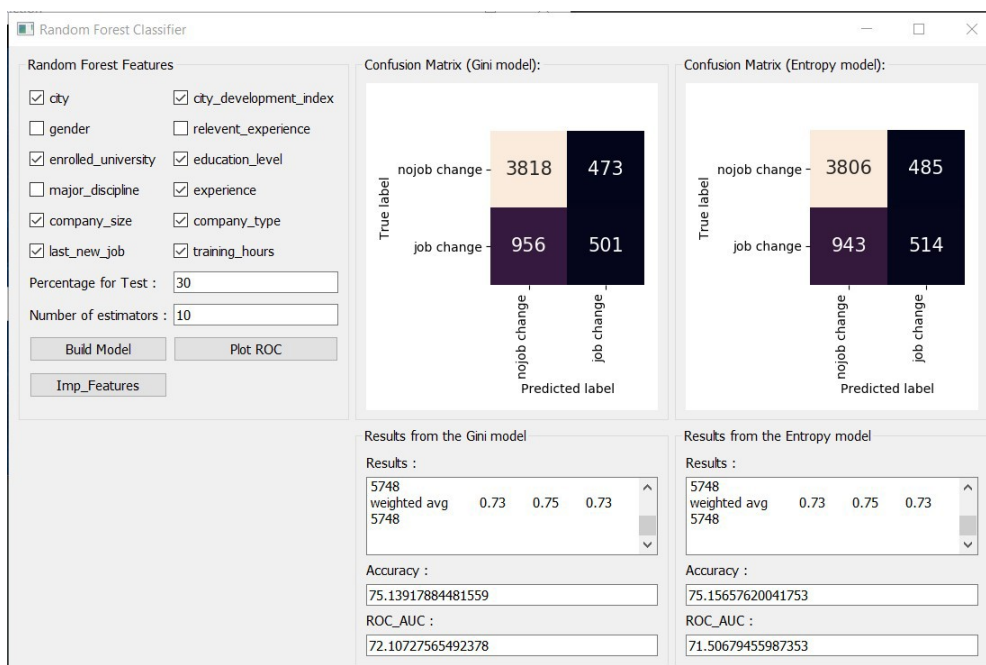 Random Forest Classifier
Random Forest Features
city
city_development_index
gender
relevent_experience
enrolled_university
education_level
major_discipline
experience
company_size
company_type
last_new_job
training_hours
Percentage for Test :
30
Number of estimators :
10
Build Model
Plot ROC
Imp_Features
Confusion Matrix (Gini model):
True label
nojob change
3818
473
job change
956
501
nojob change
job change
Predicted label
Confusion Matrix (Entropy model):
True label
nojob change
3806
485
job change
943
514
nojob change
job change
Predicted label
Results from the Gini model
Results :
5748
weighted avg 0.73 0.75 0.73
5748
Accuracy :
75.13917884481559
ROC_AUC :
72.10727565492378
Results from the Entropy model
Results :
5748
weighted avg 0.73 0.75 0.73
5748
Accuracy :
75.15657620041753
ROC_AUC :
71.50679455987353